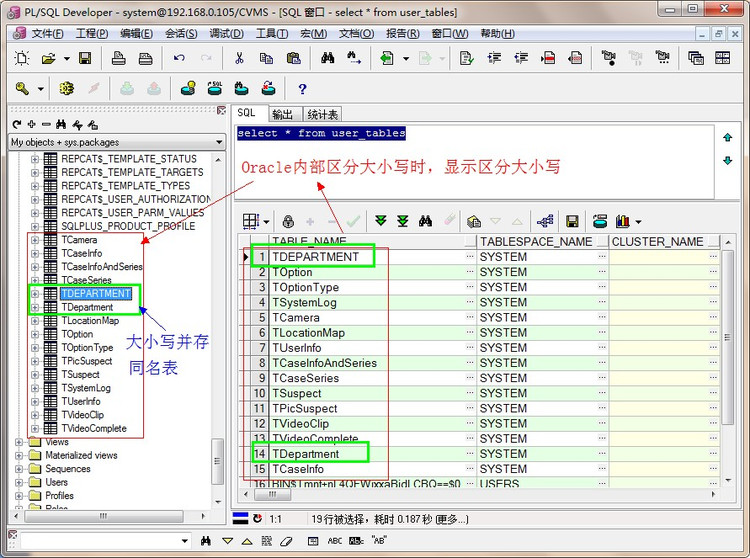 PL/SQL Developer - system@192.168.0.105/CVMS - [SQL 窗口 - select * from user_tables]
文件(F) 工程(P) 编辑(E) 会话(S) 调试(D) 工具(T) 宏(M) 文档(O) 报告(R) 窗口(W) 帮助(H)
SQL 输出 统计表
select * from user_tables
My objects + sys.packages
REPCAT$_TEMPLATE_STATUS
REPCAT$_TEMPLATE_TARGETS
REPCAT$_TEMPLATE_TYPES
REPCAT$_USER_AUTHORIZATION
REPCAT$_USER_PARM_VALUES
SQLPLUS_PRODUCT_PROFILE
TCamera
TCaseInfo
TCaseInfoAndSeries
TCaseSeries
TDEPARTMENT
TDepartment
TLocationMap
TOption
TOptionType
TPicSuspect
TSuspect
TSystemLog
TUserInfo
TVideoClip
TVideoComplete
Views
Materialized views
Sequences
Users
Profiles
Roles
大小写并存
同名表
Oracle内部区分大小写时，显示区分大小写
TABLE_NAME TABLESPACE_NAME CLUSTER_NAME
1 TDEPARTMENT SYSTEM
2 TOption SYSTEM
3 TOptionType SYSTEM
4 TSystemLog SYSTEM
5 TCamera SYSTEM
6 TLocationMap SYSTEM
7 TUserInfo SYSTEM
8 TCaseInfoAndSeries SYSTEM
9 TCaseSeries SYSTEM
10 TSuspect SYSTEM
11 TPicSuspect SYSTEM
12 TVideoClip SYSTEM
13 TVideoComplete SYSTEM
14 TDepartment SYSTEM
15 TCaseInfo SYSTEM
16 USERS
1:1 19行被选择，耗时 0.187 秒 (更多...)
ABC "AB"